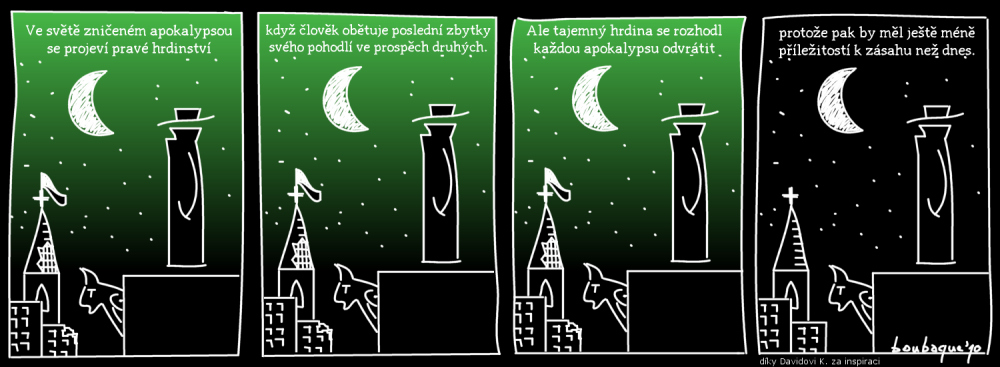 Ve světě zničeném apokalypsou
se projeví pravé hrdinství
když člověk obětuje poslední zbytky
svého pohodlí ve prospěch druhých.
Ale tajemný hrdina se rozhodl
každou apokalypsu odvrátit
protože pak by měl ještě méně
příležitostí k zásahu než dnes.
boubaque'10
díky Davidovi K. za inspiraci